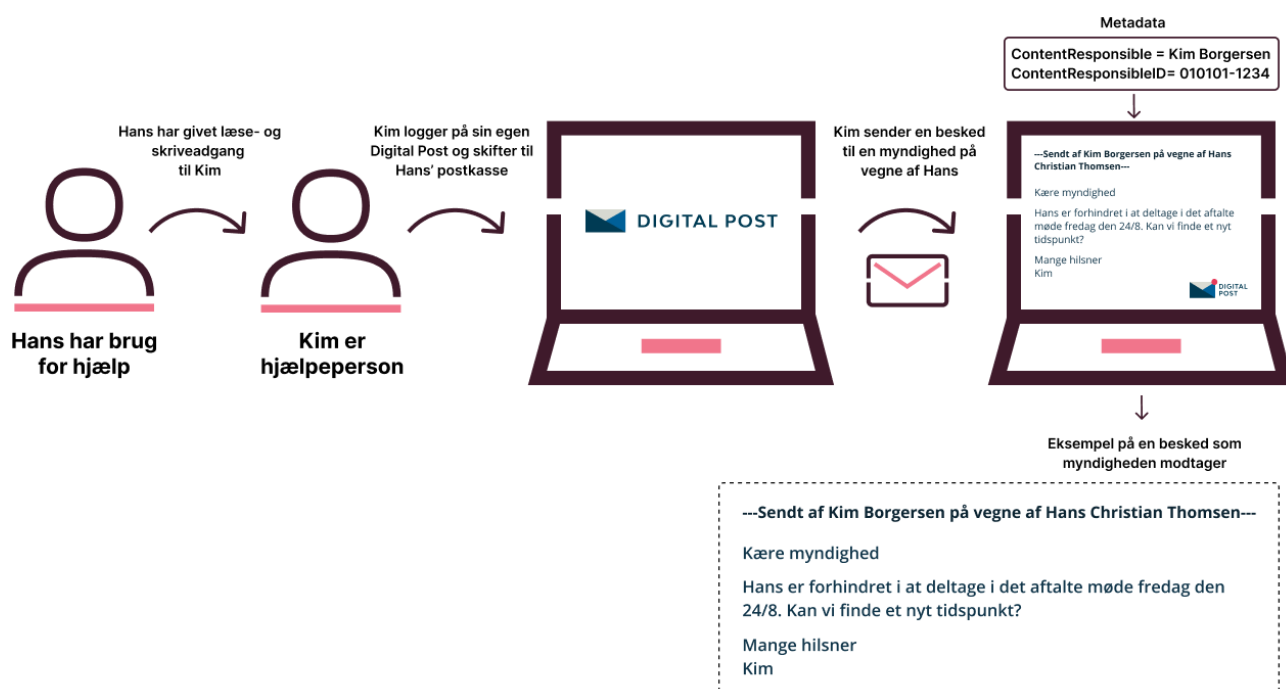 Metadata
ContentResponsible = Kim Borgersen
ContentResponsibleID= 010101-1234
Hans har givet læse- og
skriveadgang
til Kim
Kim logger på sin egen
Digital Post og skifter til
Hans’ postkasse
Kim sender en besked
til en myndighed på
vegne af Hans
Hans har brug
for hjælp
Kim er
hjælpeperson
DIGITAL POST
---Sendt af Kim Borgersen på vegne af Hans
Christian Thomsen---
Kære myndighed
Hans er forhindret i at deltage i det aftalte
møde fredag den 24/8. Kan vi finde et nyt
tidspunkt?
Mange hilsner
Kim
DIGITAL
POST
Eksempel på en besked som
myndigheden modtager
---Sendt af Kim Borgersen på vegne af Hans Christian Thomsen---
Kære myndighed
Hans er forhindret i at deltage i det aftalte møde fredag den
24/8. Kan vi finde et nyt tidspunkt?
Mange hilsner
Kim